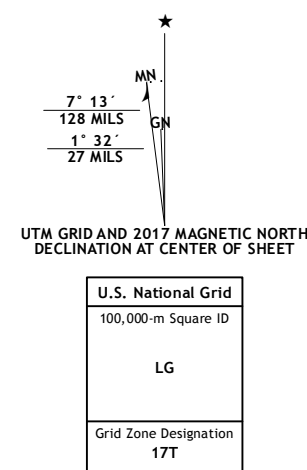 ★
MN
7° 13´
128 MILS
GN
1° 32´
27 MILS
UTM GRID AND 2017 MAGNETIC NORTH
DECLINATION AT CENTER OF SHEET
U.S. National Grid
100,000-m Square ID
LG
Grid Zone Designation
17T